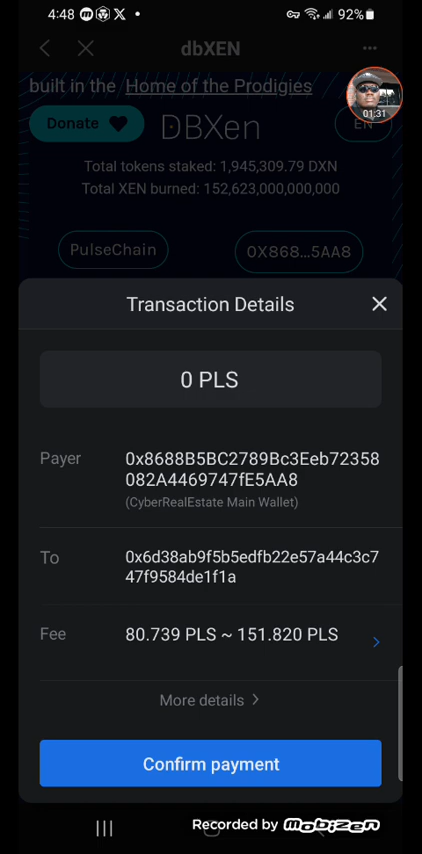 4:48 92%
dbXEN
built in the Home of the Prodigies
01:31
Donate DBXen EN
Total tokens staked: 1,945,309.79 DXN
Total XEN burned: 152,623,000,000,000
PulseChain 0X868...5AA8
Transaction Details
0 PLS
Payer 0x8688B5BC2789Bc3Eeb72358
082A4469747fE5AA8
(CyberRealEstate Main Wallet)
To 0x6d38ab9f5b5edfb22e57a44c3c7
47f9584de1f1a
Fee 80.739 PLS ~ 151.820 PLS
More details
Confirm payment
Recorded by mobizen